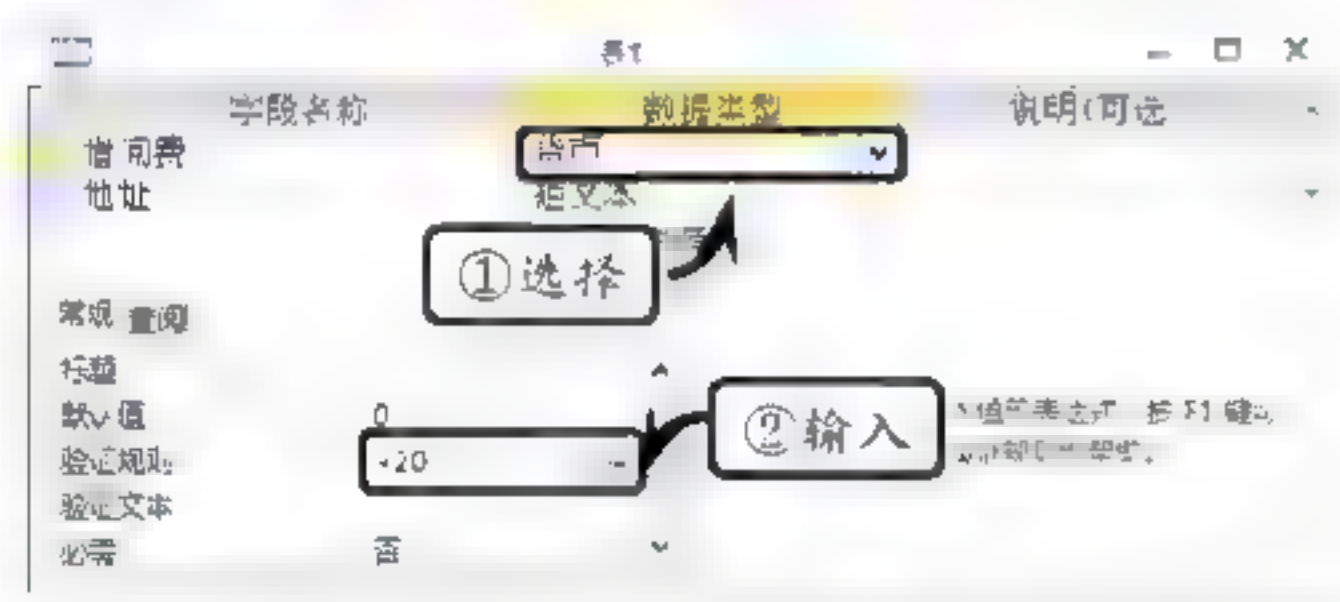 表1
字段名称 数据类型 说明(可选
借阅费 货币
地址 短文本
①选择
常规 查阅
标题
默认值 0
②输入
验证规则 <20
验证文本
必需 否